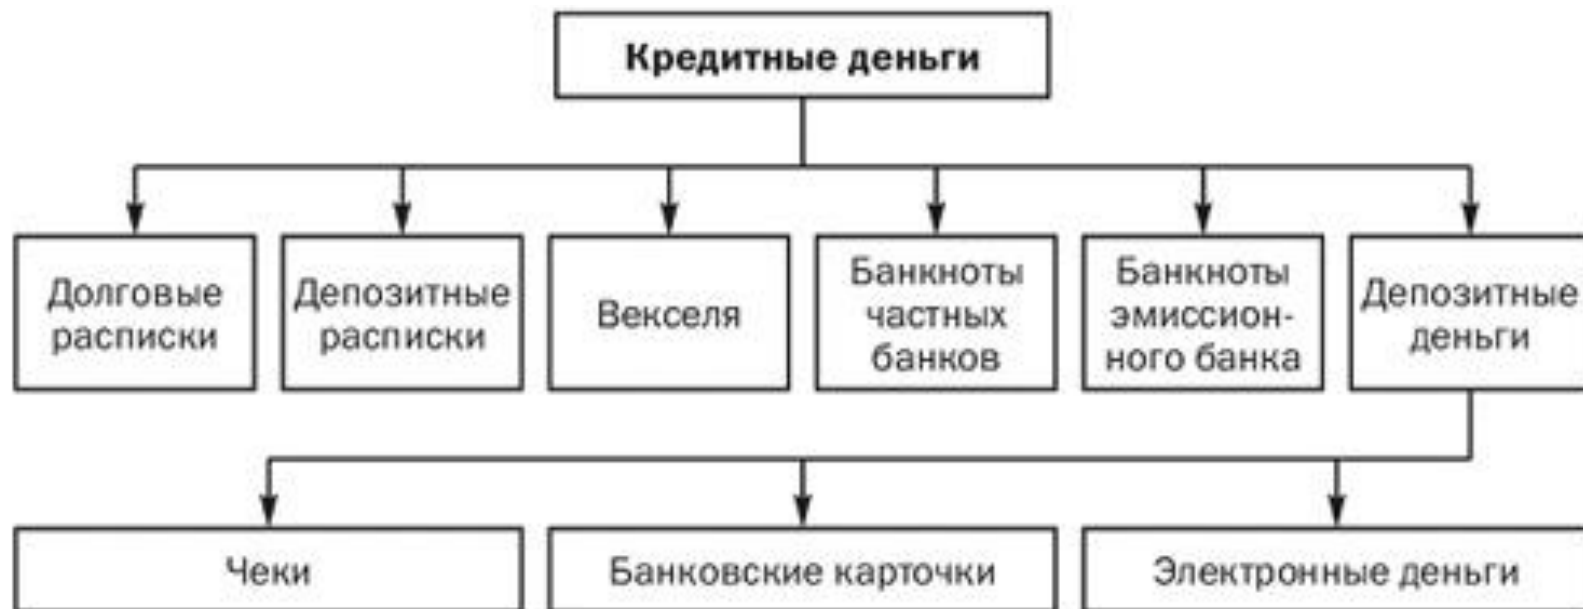 Кредитные деньги
Долговые
расписки
Депозитные
расписки
Векселя
Банкноты
частных
банков
Банкноты
эмиссион-
ного банка
Депозитные
деньги
Чеки
Банковские карточки
Электронные деньги